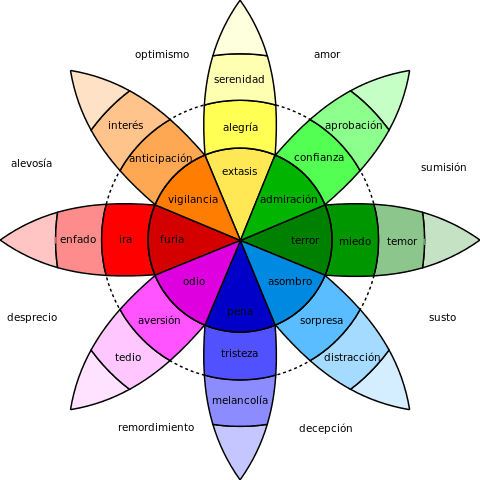 optimismo
amor
serenidad
interés
alegría
aprobación
anticipación
confianza
alevosía
extasis
sumisión
vigilancia
admiración
enfado
ira
furia
terror
miedo
temor
odio
asombro
desprecio
aversión
pena
sorpresa
susto
tedio
tristeza
distracción
melancolía
remordimiento
decepción